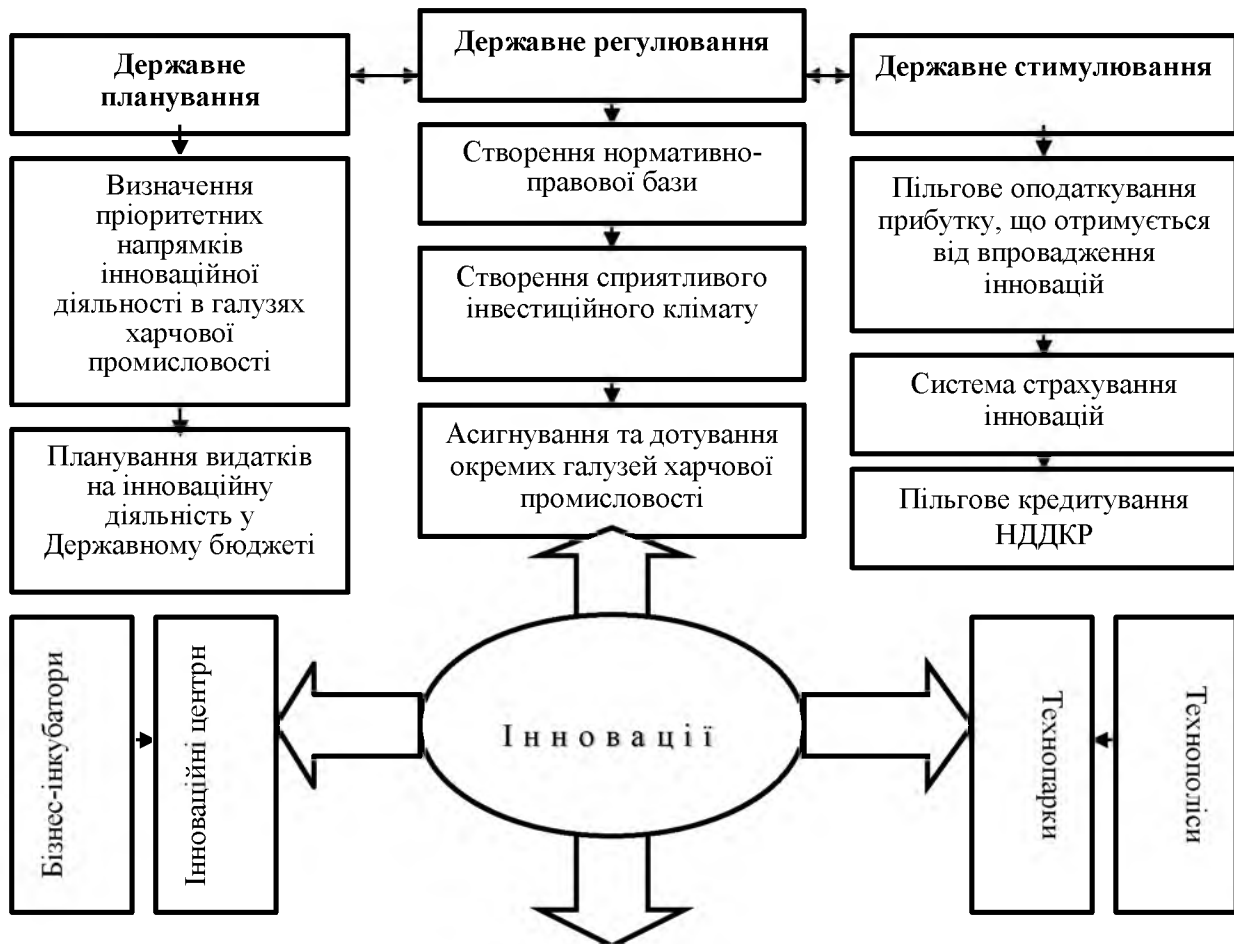 Державне
планування
Державне регулювання
Державне стимулювання
Визначення
пріоритетних
напрямків
інноваційної
діяльності в галузях
харчової
промисловості
Планування видатків
на інноваційну
діяльність у
Державному бюджеті
Створення нормативно-
правової бази
Створення сприятливого
інвестиційного клімату
Асигнування та дотування
окремих галузей харчової
промисловості
Пільгове оподаткування
прибутку, що отримується
від впровадження
інновацій
Система страхування
інновацій
Пільгове кредитування
НДДКР
Бізнес-інкубатори
Інноваційні центрн
Інновації
Технопарки
Технополіси